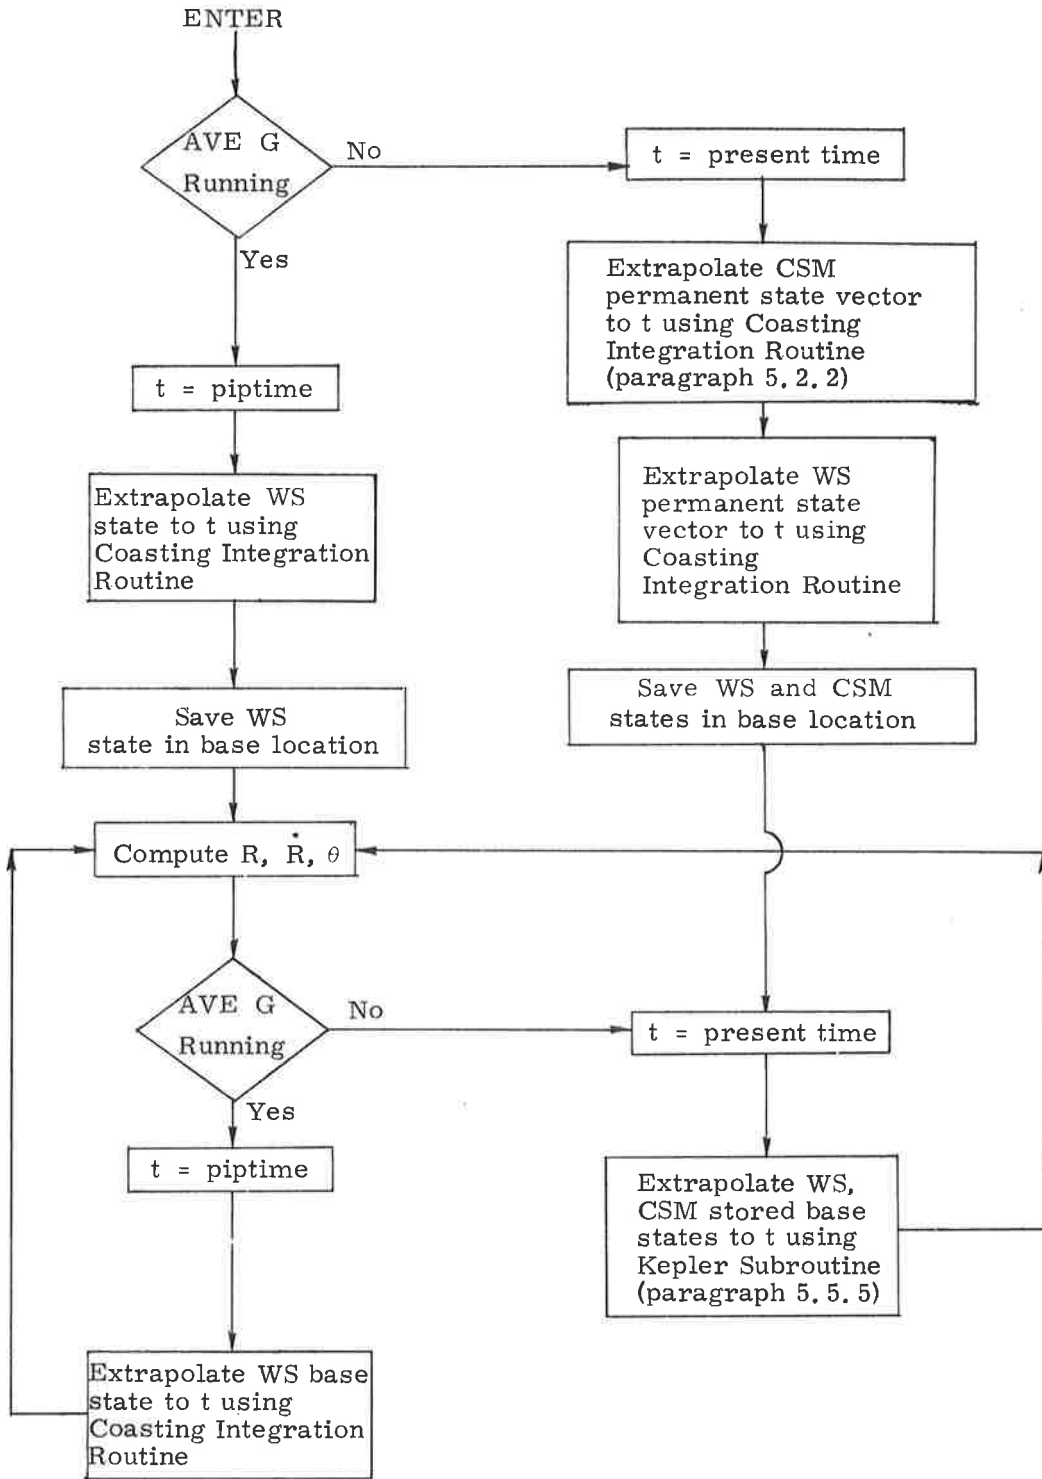 ENTER
AVE G
Running
No
Yes
t = piptime
Extrapolate WS
state to t using
Coasting Integration
Routine
Save WS
state in base location
Compute R, Ṙ, θ
AVE G
Running
No
Yes
t = piptime
Extrapolate WS base
state to t using
Coasting Integration
Routine
t = present time
Extrapolate CSM
permanent state vector
to t using Coasting
Integration Routine
(paragraph 5.2.2)
Extrapolate WS
permanent state
vector to t using
Coasting
Integration Routine
Save WS and CSM
states in base location
t = present time
Extrapolate WS,
CSM stored base
states to t using
Kepler Subroutine
(paragraph 5.5.5)